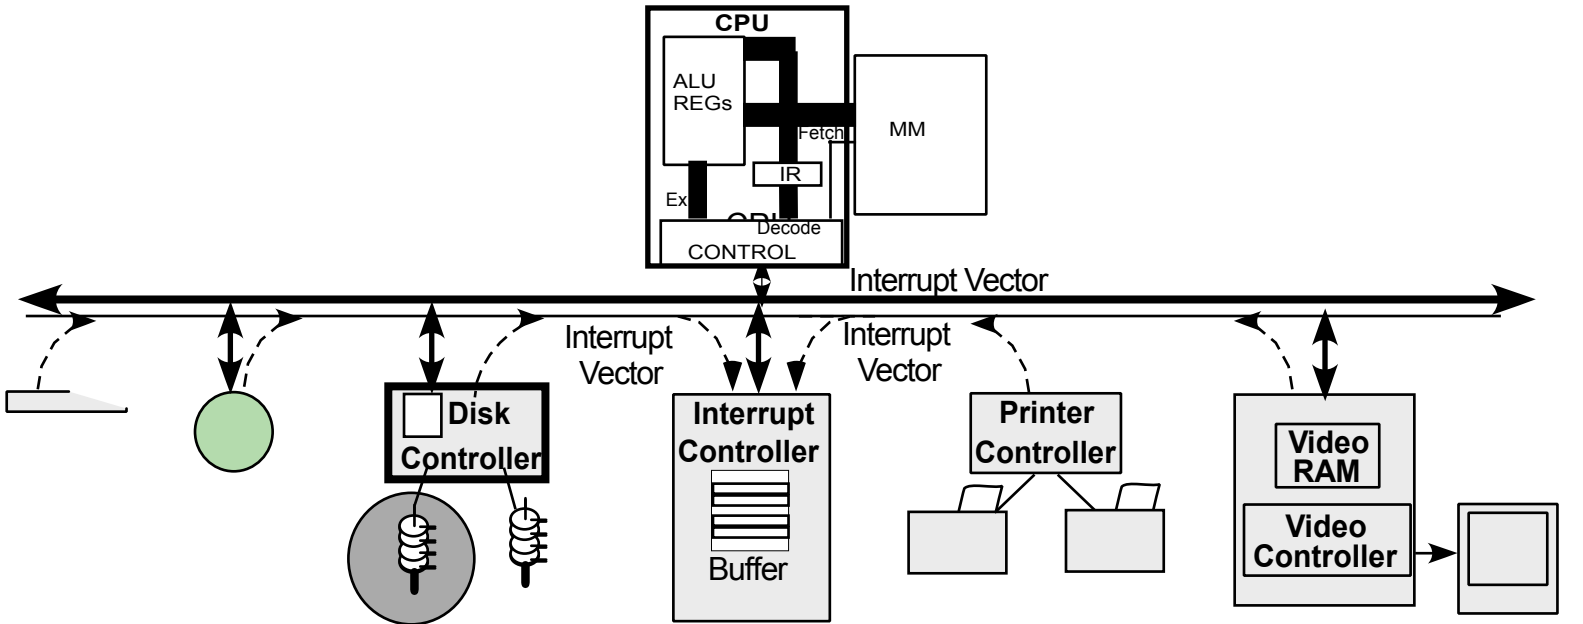 CPU
ALU
REGs
Fetch
MM
IR
Ex
Decode
CONTROL
Interrupt Vector
Interrupt
Vector
Interrupt
Vector
Disk
Controller
Interrupt
Controller
Buffer
Printer
Controller
Video
RAM
Video
Controller